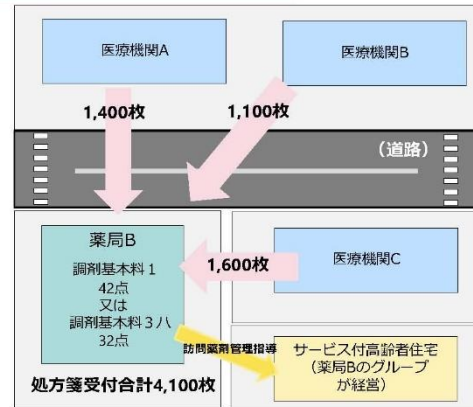 医療機関A
医療機関B
1,400枚
1,100枚
(道路)
薬局B
調剤基本料1
42点
又は
調剤基本料3ハ
32点
1,600枚
医療機関C
訪問薬剤管理指導
サービス付高齢者住宅
(薬局Bのグループ
が経営)
処方箋受付合計4,100枚